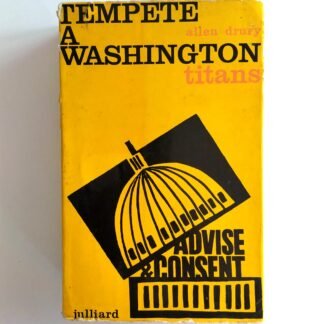 TEMPETE
A allen drury
WASHINGTON
titans
ADVISE
& CONSENT
julliard